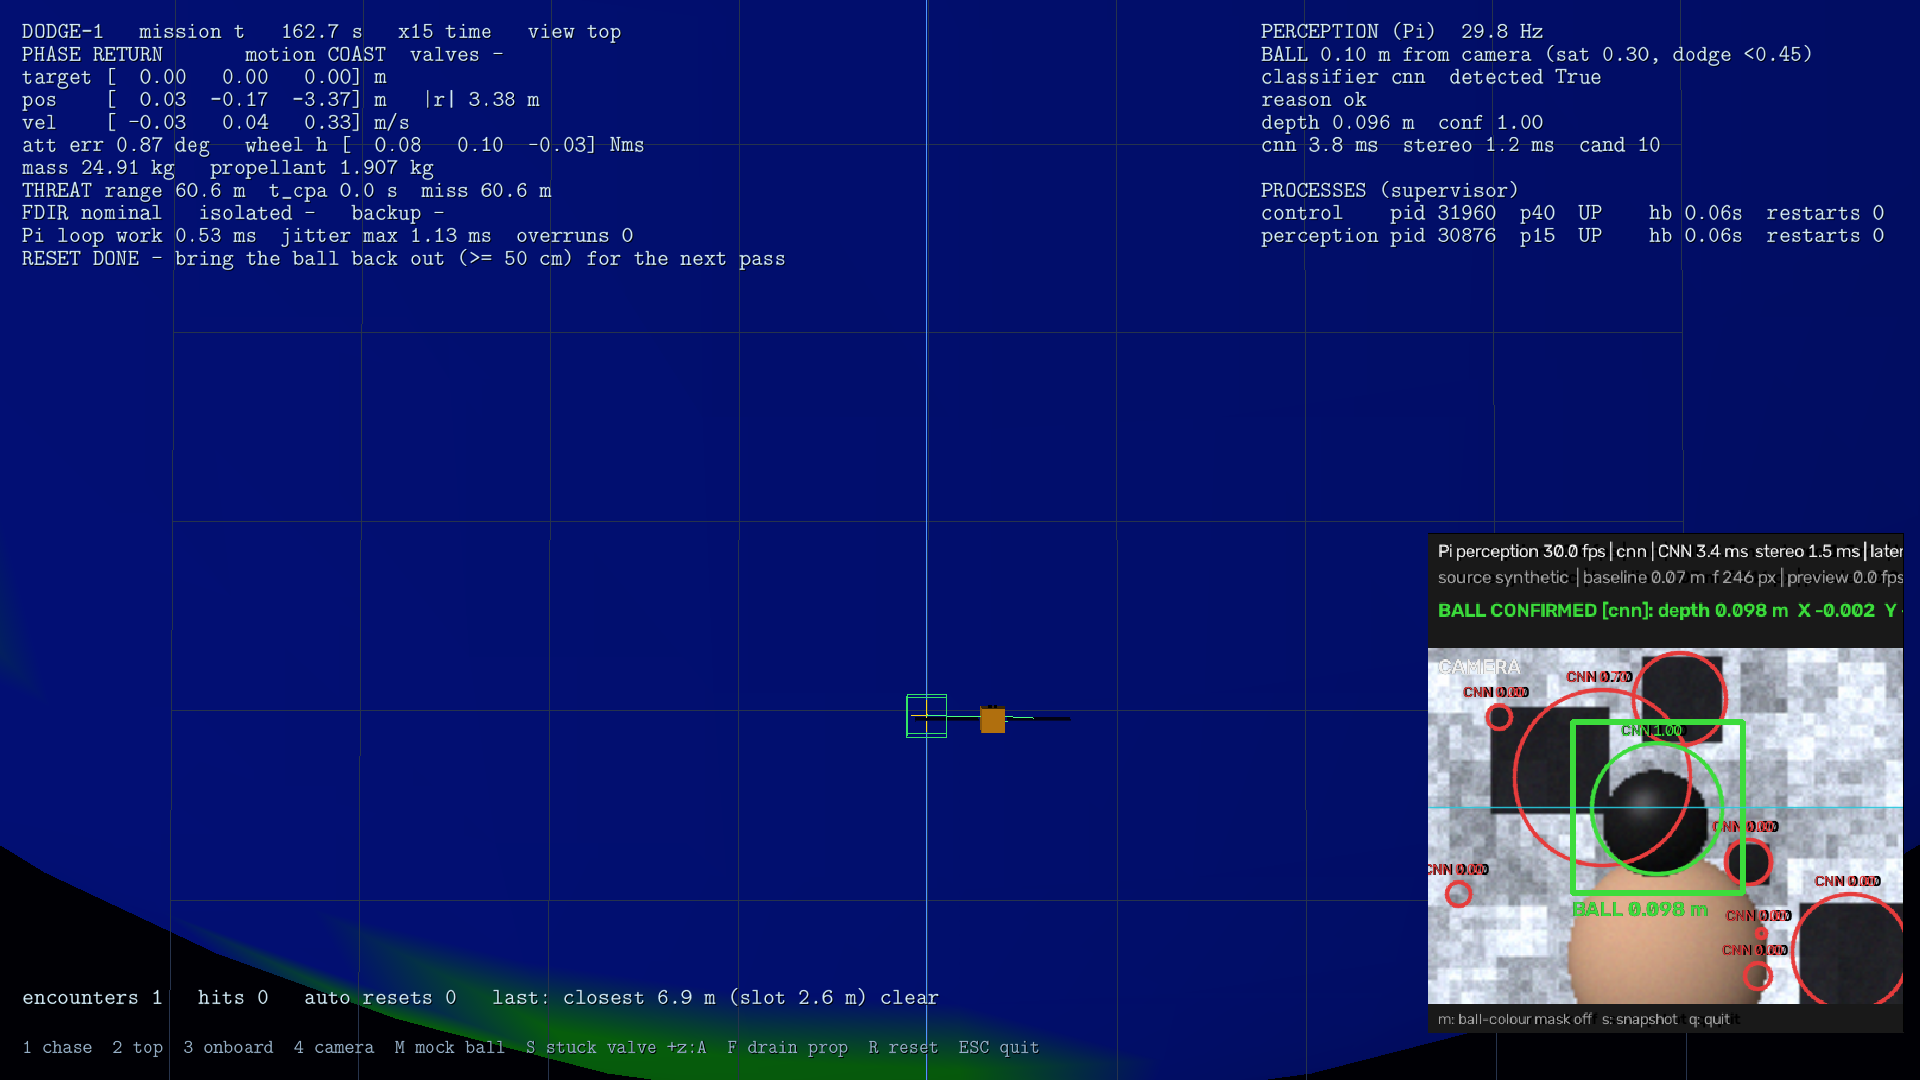 DODGE-1   mission t   162.7 s   x15 time   view top
PHASE RETURN       motion COAST  valves -
target [  0.00   0.00   0.00] m
pos    [  0.03  -0.17  -3.37] m   |r| 3.38 m
vel    [ -0.03   0.04   0.33] m/s
att err 0.87 deg   wheel h [  0.08   0.10  -0.03] Nms
mass 24.91 kg   propellant 1.907 kg
THREAT range 60.6 m  t_cpa 0.0 s  miss 60.6 m
FDIR nominal   isolated -   backup -
Pi loop work 0.53 ms  jitter max 1.13 ms  overruns 0
RESET DONE - bring the ball back out (>= 50 cm) for the next pass
PERCEPTION (Pi)  29.8 Hz
BALL 0.10 m from camera (sat 0.30, dodge <0.45)
classifier cnn  detected True
reason ok
depth 0.096 m  conf 1.00
cnn 3.8 ms  stereo 1.2 ms  cand 10
PROCESSES (supervisor)
control    pid 31960  p40  UP    hb 0.06s  restarts 0
perception pid 30876  p15  UP    hb 0.06s  restarts 0
Pi perception 30.0 fps | cnn | CNN 3.4 ms  stereo 1.5 ms | later
source synthetic | baseline 0.07 m  f 246 px | preview 0.0 fps
BALL CONFIRMED [cnn]: depth 0.098 m  X -0.002  Y
CAMERA
CNN 0.70
CNN 0.00
CNN 1.00
CNN
CNN 0.00
CNN 0.00
BALL 0.098 m
CNN
CNN
m: ball-colour mask off   s: snapshot   q: quit
encounters 1   hits 0   auto resets 0   last: closest 6.9 m (slot 2.6 m) clear
1 chase  2 top  3 onboard  4 camera  M mock ball  S stuck valve +z:A  F drain prop  R reset  ESC quit